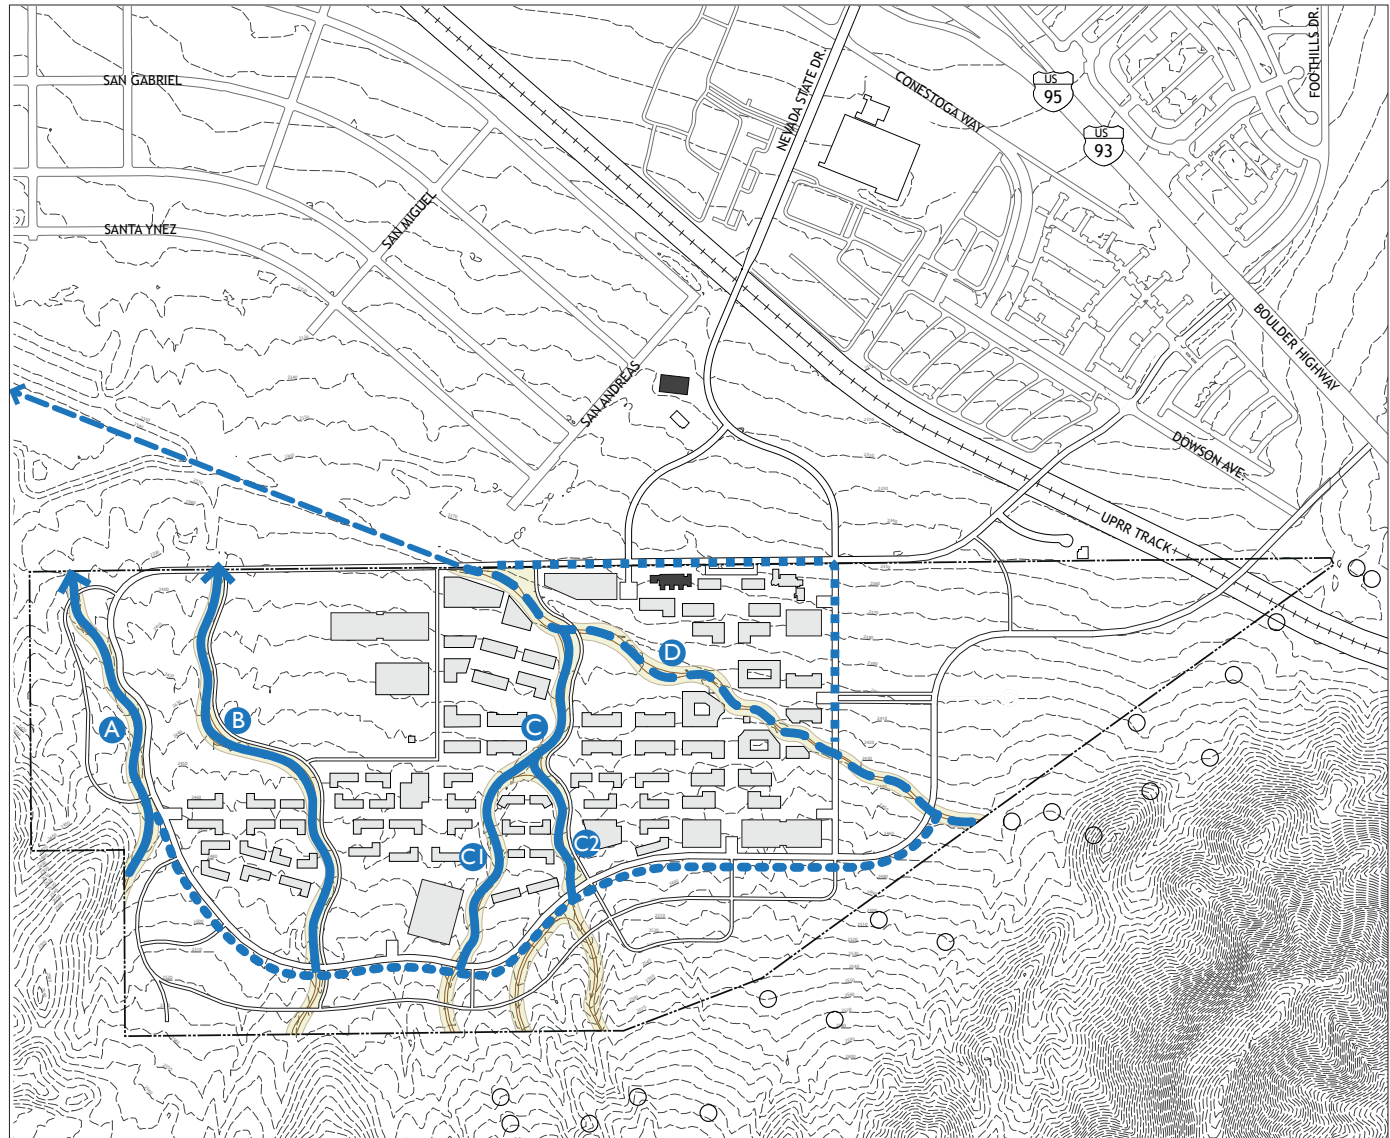 SAN GABRIEL
SANTA YNEZ
SAN MIGUEL
SAN ANDREAS
NEVADA STATE DR.
CONESTOGA WAY
US
95
US
93
FOOTHILLS DR.
BOULDER HIGHWAY
DOWSON AVE.
UPRR TRACK
A
B
C
D
C1
C2